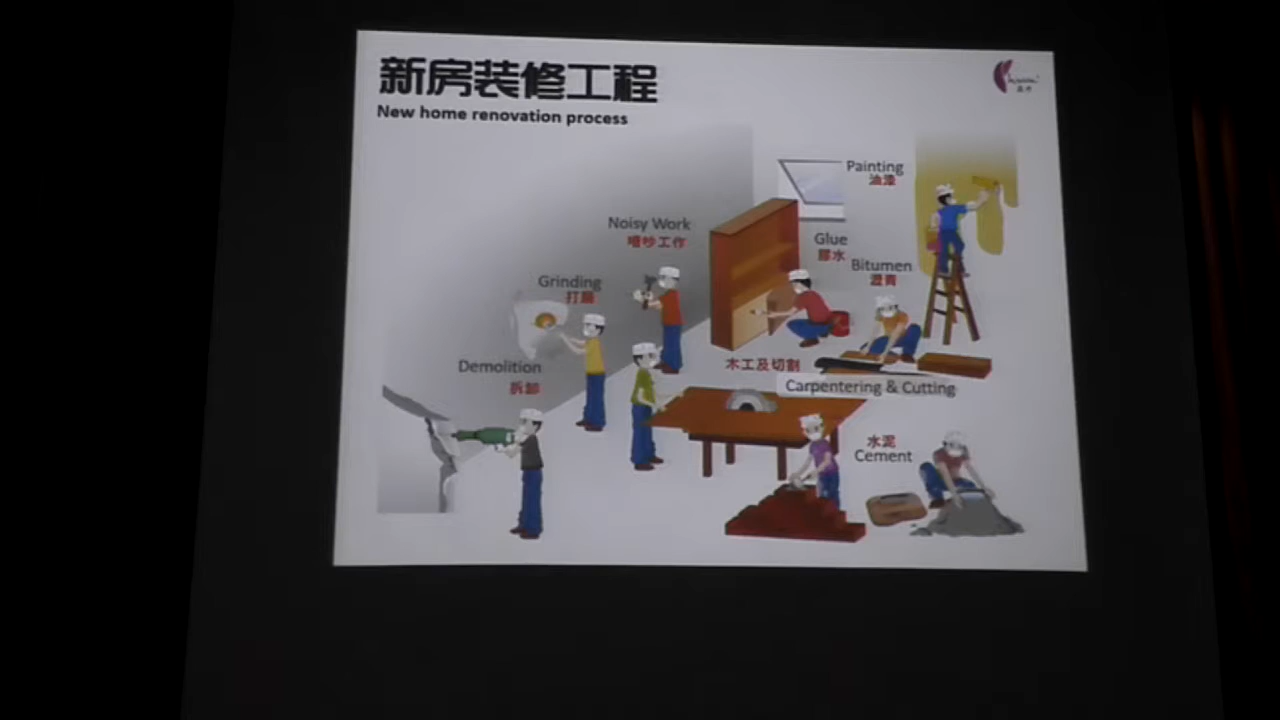 新房装修工程
New home renovation process
Painting
油漆
Noisy Work
嘈吵工作
Glue
膠水
Bitumen
瀝青
Grinding
打磨
Demolition
拆卸
木工及切割
Carpentering & Cutting
水泥
Cement